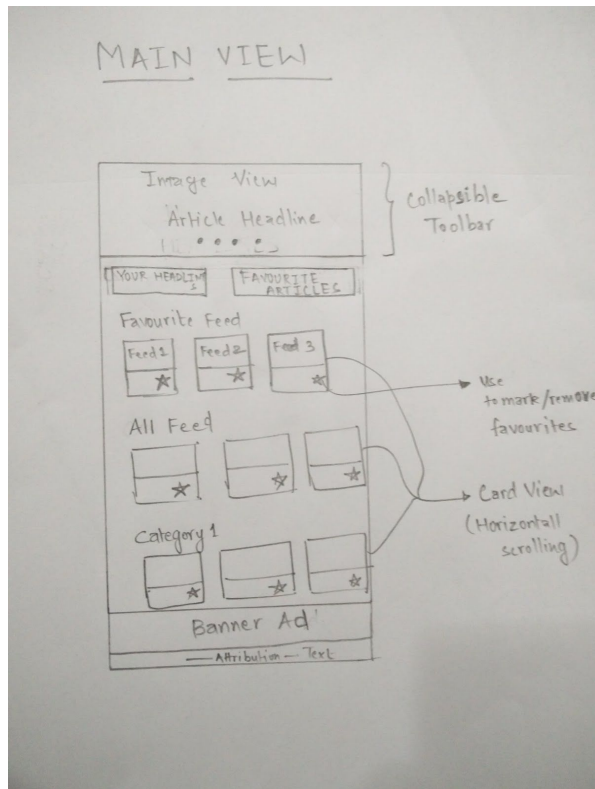 MAIN VIEW
Image View
Article Headline
Collapsible
Toolbar
YOUR HEADLIN
S
FAVOURITE
ARTICLES
Favourite Feed
Feed 1
Feed 2
Feed 3
Use
to mark/remove
favourites
All Feed
Card View
(Horizontall
scrolling)
Category 1
Banner Ad
Attribution Text